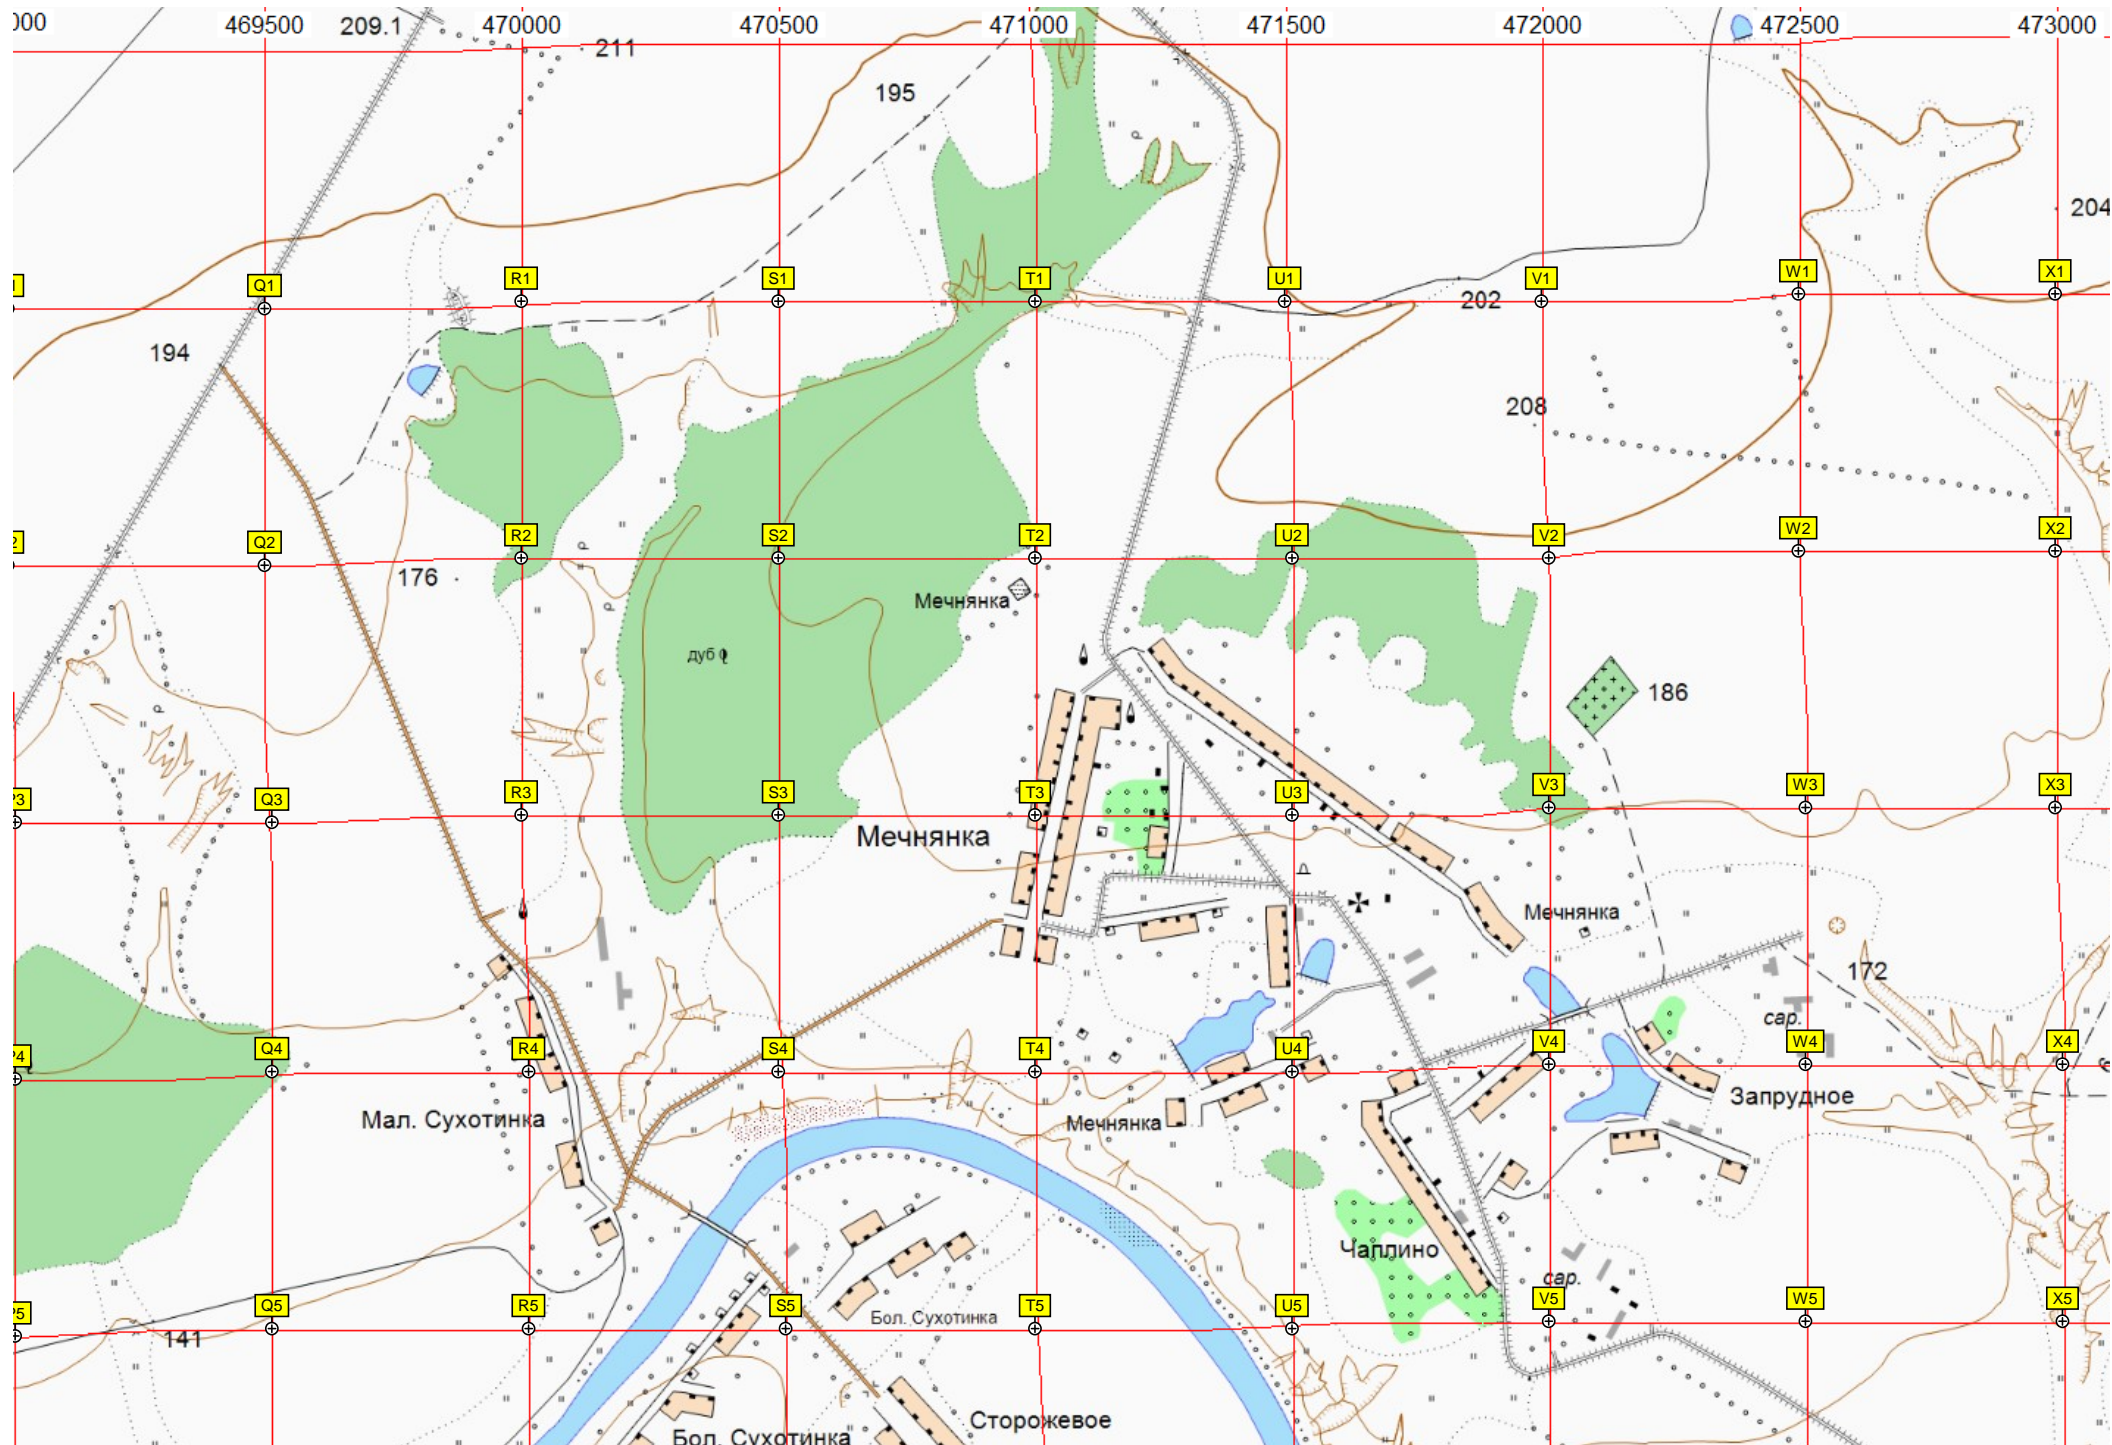 000 469500 470000 470500 471000 471500 472000 472500 473000
209.1
211
195
204
Q1 R1 S1 T1 U1 V1 W1 X1
202
194
208
Q2 R2 S2 T2 U2 V2 W2 X2
176
Мечнянка
дуб
186
P3 Q3 R3 S3 T3 U3 V3 W3 X3
Мечнянка
Мечнянка
172
сар.
P4 Q4 R4 S4 T4 U4 V4 W4 X4
Запрудное
Мал. Сухотинка
Мечнянка
Чаплино
сар.
P5 Q5 R5 S5 T5 U5 V5 W5 X5
Бол. Сухотинка
141
Сторожевое
Бол. Сухотинка